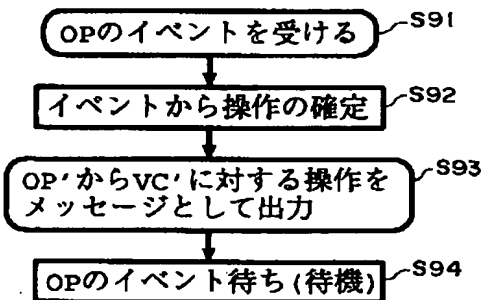 OPのイベントを受ける S91
イベントから操作の確定 S92
OP'からVC'に対する操作を S93
メッセージとして出力
OPのイベント待ち(待機) S94